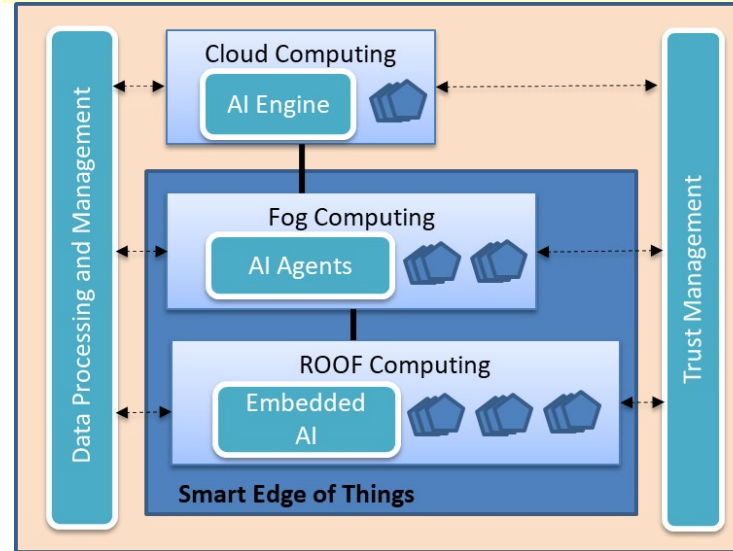 Cloud Computing
AI Engine
Data Processing and Management
Fog Computing
AI Agents
Trust Management
ROOF Computing
Embedded
AI
Smart Edge of Things